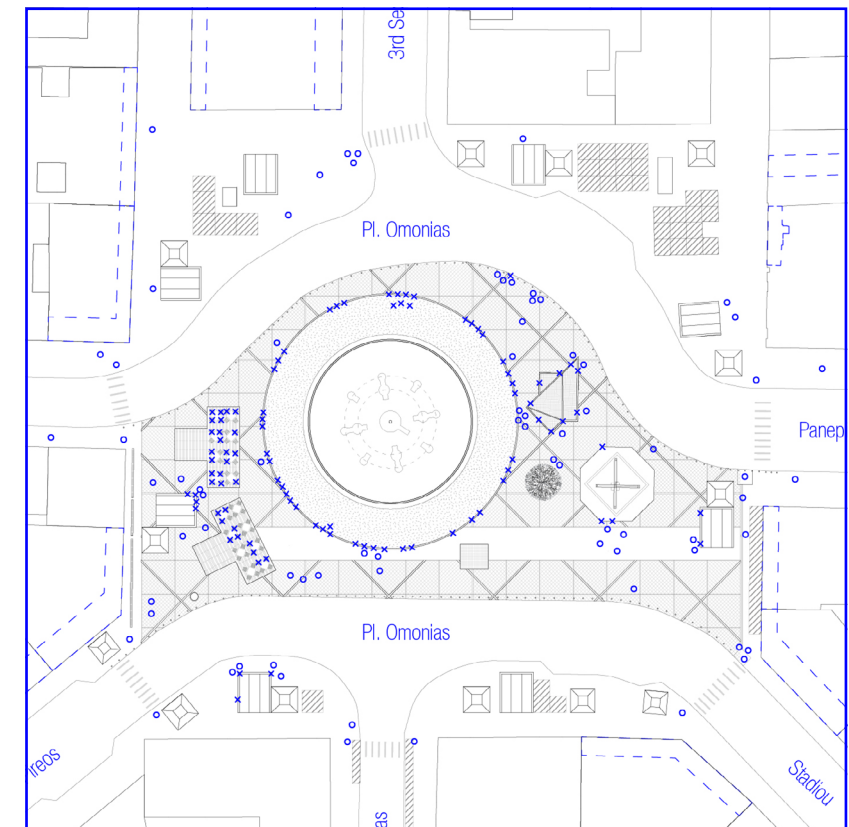 3rd Se
Pl. Omonias
Panep
Pl. Omonias
ireos
Stadiou
as